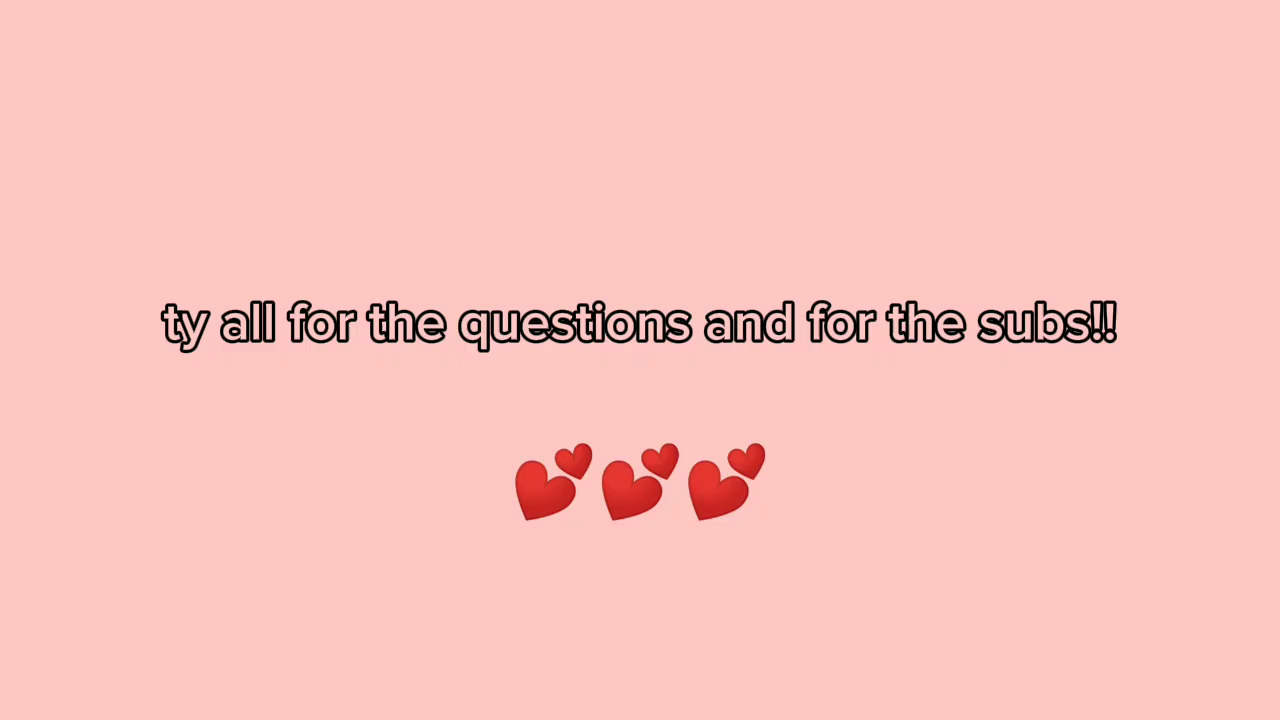 ty all for the questions and for the subs!!
💕💕💕